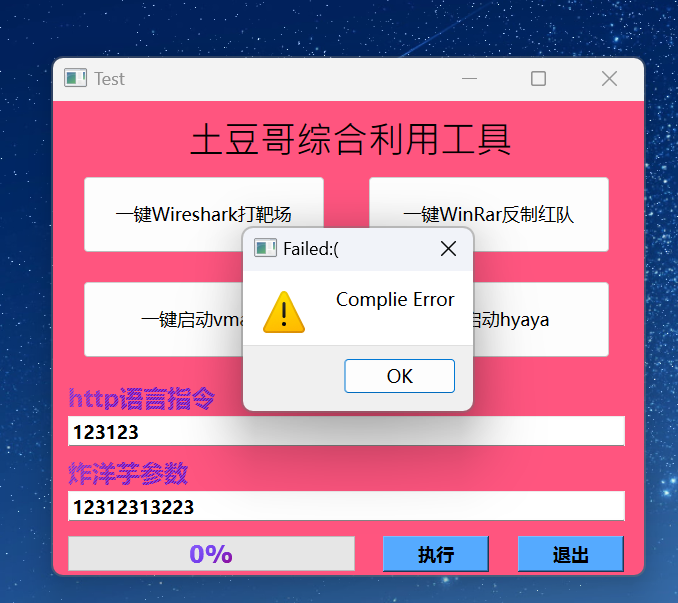 Test
土豆哥综合利用工具
一键Wireshark打靶场
一键WinRar反制红队
Failed:(
Complie Error
OK
一键启动vma
启动hyaya
http语言指令
123123
炸洋芋参数
12312313223
0%
执行
退出